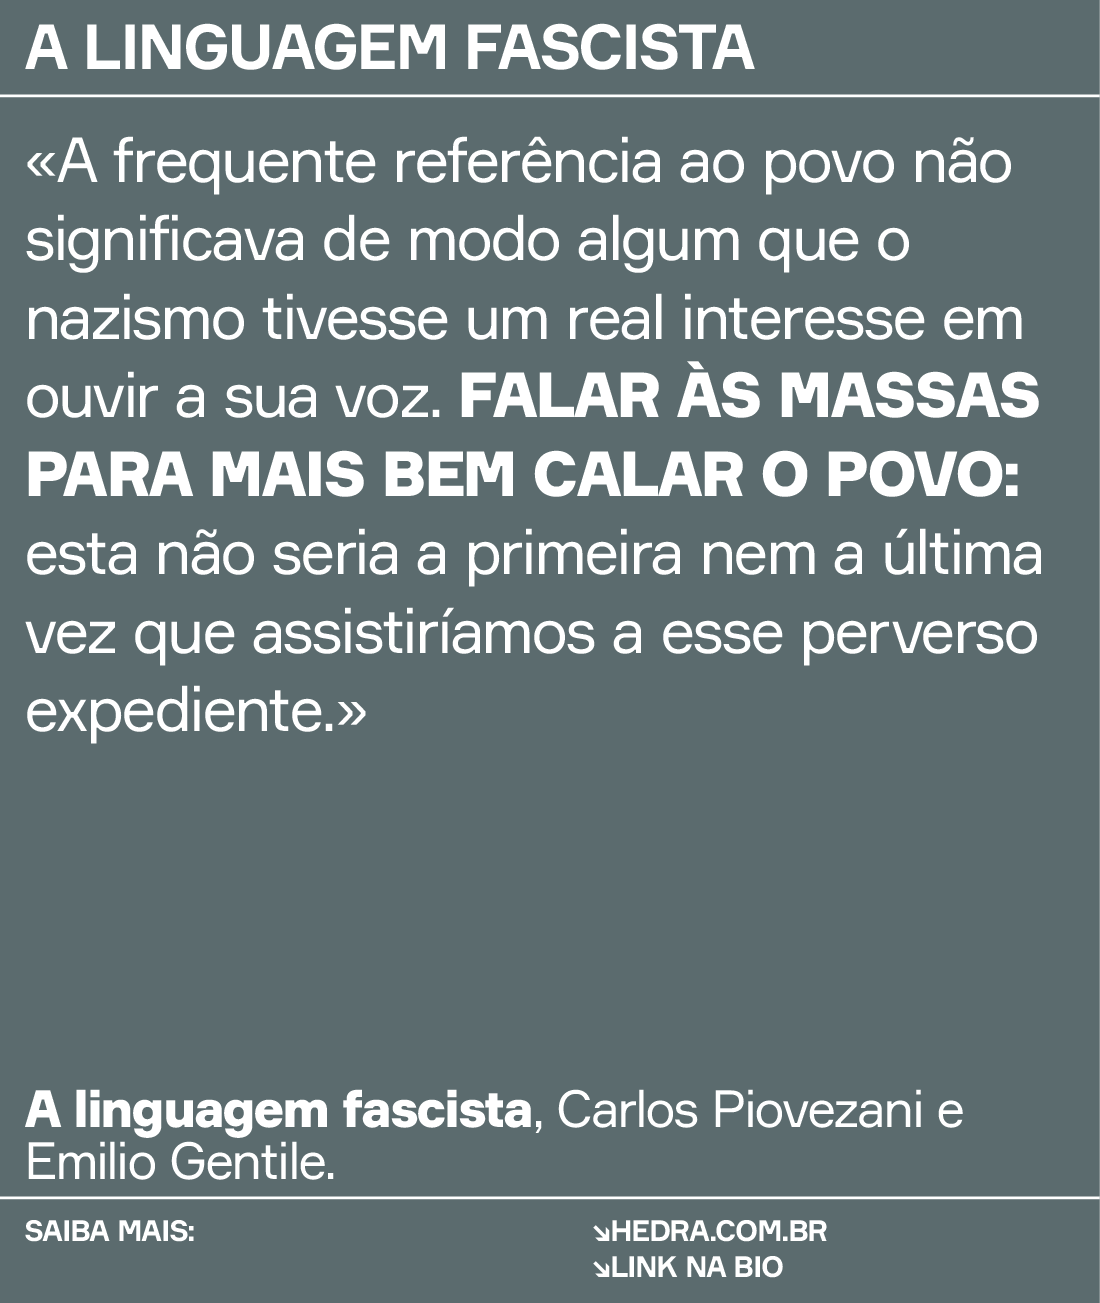 A LINGUAGEM FASCISTA
«A frequente referência ao povo não
significava de modo algum que o
nazismo tivesse um real interesse em
ouvir a sua voz. FALAR ÀS MASSAS
PARA MAIS BEM CALAR O POVO:
esta não seria a primeira nem a última
vez que assistiríamos a esse perverso
expediente.»
A linguagem fascista, Carlos Piovezani e
Emilio Gentile.
SAIBA MAIS:
↘HEDRA.COM.BR
↘LINK NA BIO